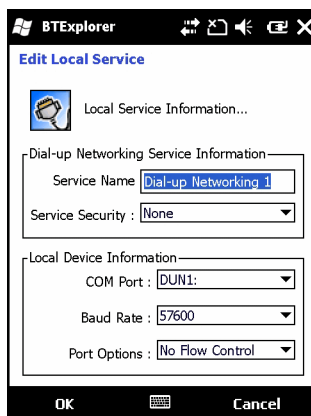 BTExplorer
Edit Local Service
Local Service Information...
Dial-up Networking Service Information
Service Name Dial-up Networking 1
Service Security : None
Local Device Information
COM Port : DUN1:
Baud Rate : 57600
Port Options : No Flow Control
OK Cancel